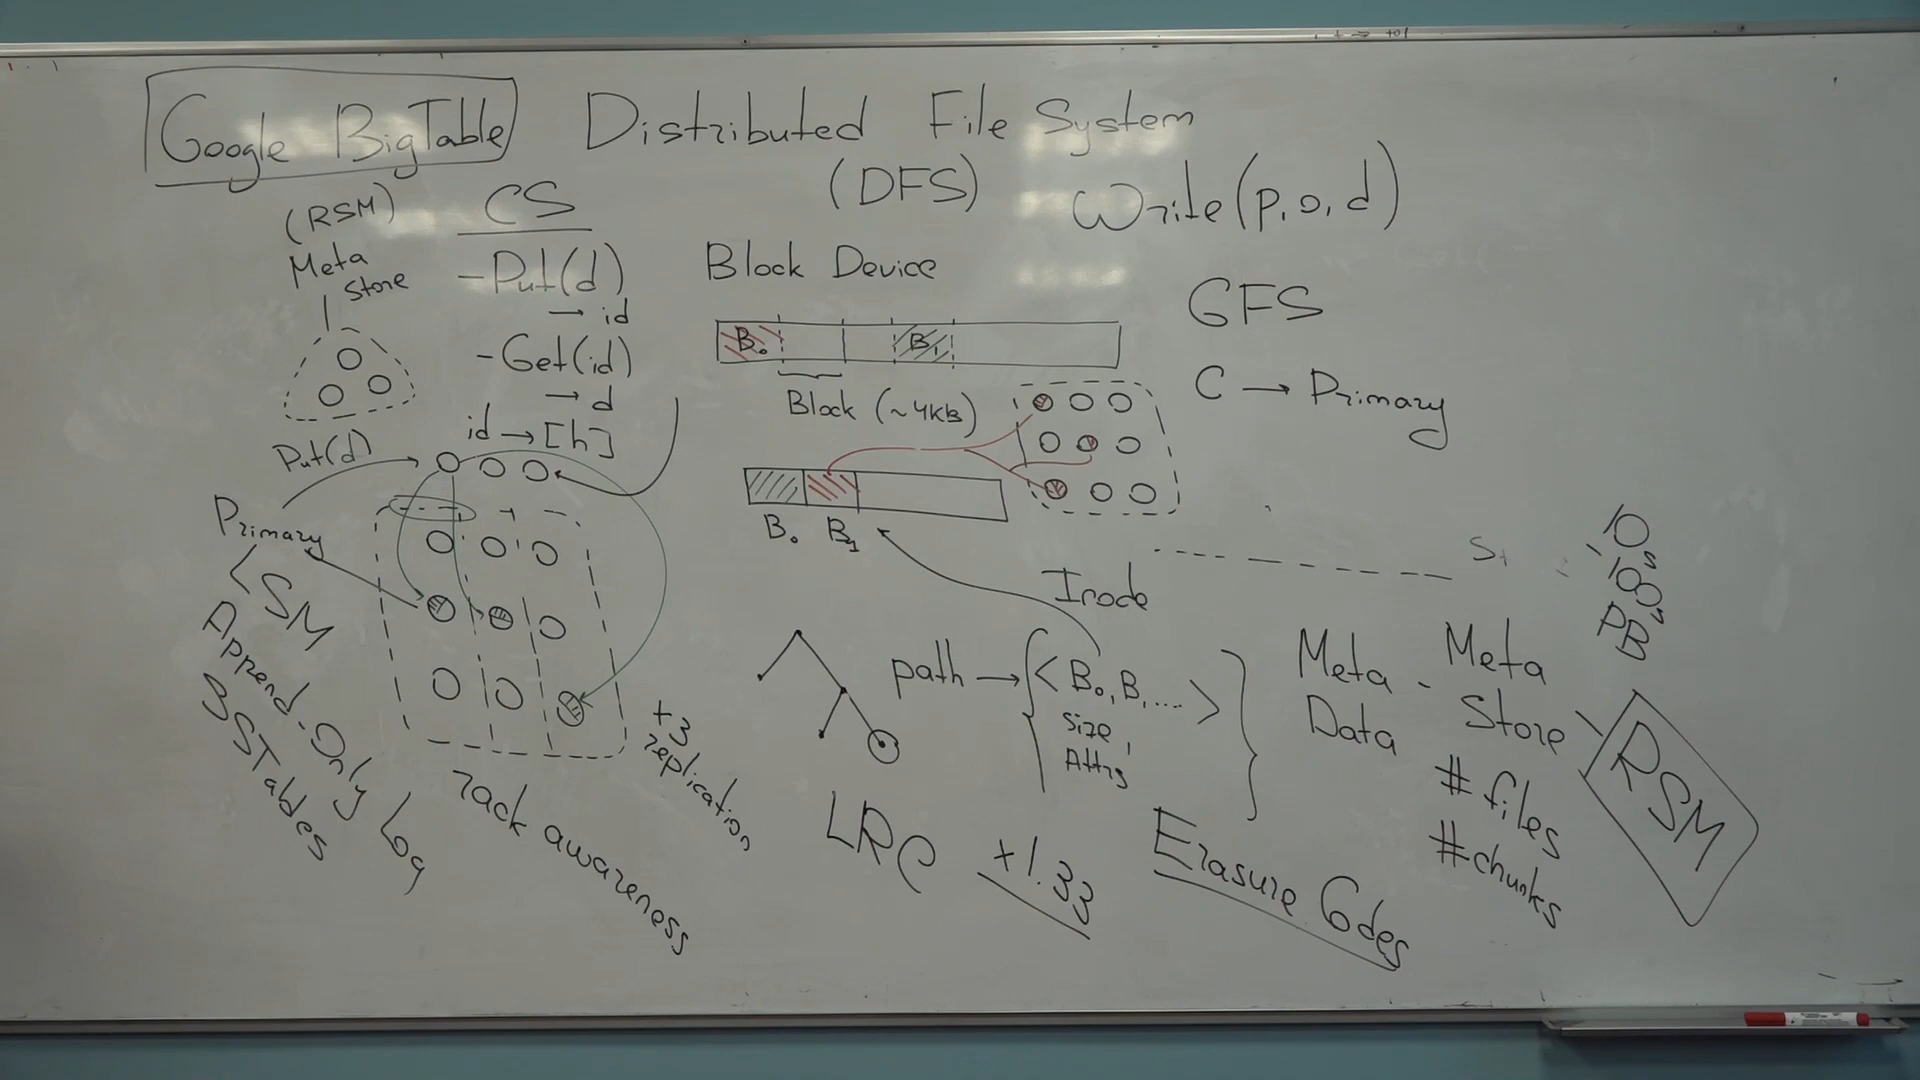 Google BigTable
Distributed File System
(DFS)
Write(p, o, d)
(RSM)
Meta
Store
CS
-Put(d)
→ id
-Get(id)
→ d
id → [h]
Put(d)
Primary
LSM
Append-Only Log
SSTables
rack awareness
+3
replication
Block Device
B0
B1
Block (~4KB)
B0 B1
GFS
C → Primary
Inode
path → { < B0, B1, ... > }
Size,
Attrs
LRC
+1.33
Erasure Codes
Meta
Data
- Meta
Store
# files
# chunks
RSM
10s
100s
PB